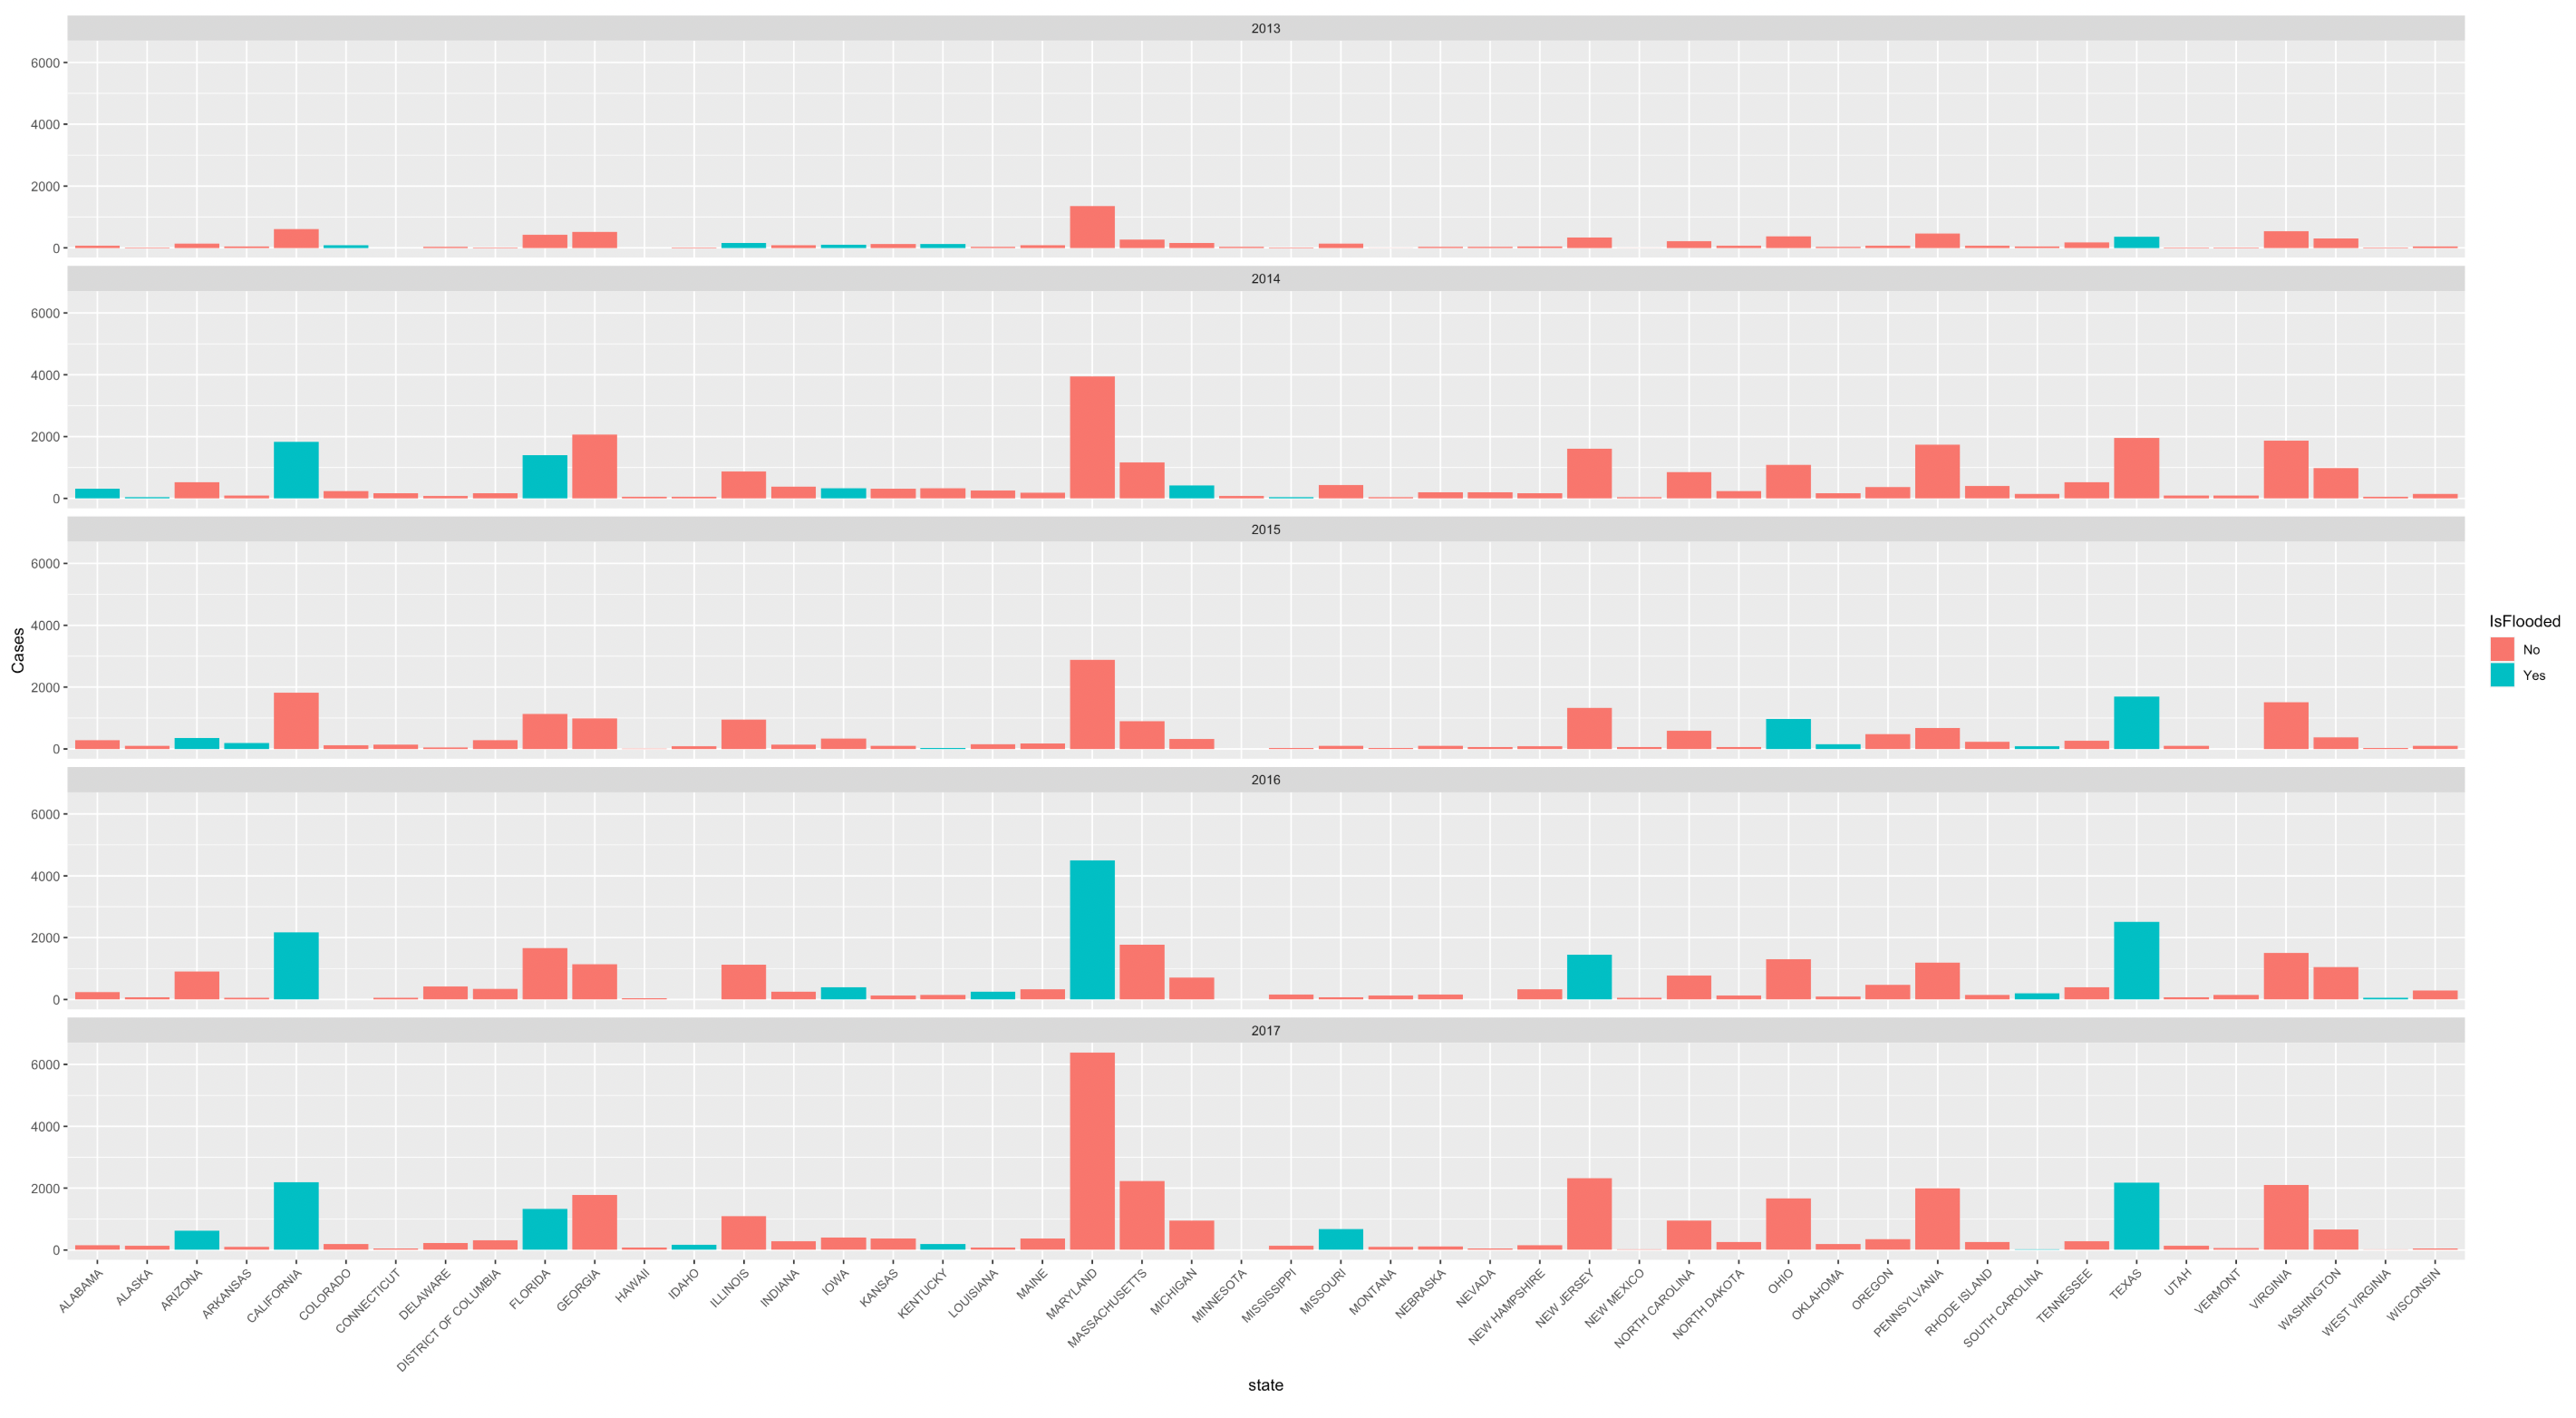 2013
6000
4000
2000
0
2014
6000
4000
2000
0
2015
6000
4000
2000
0
2016
6000
4000
2000
0
2017
6000
4000
2000
0
Cases
ALABAMA
ALASKA
ARIZONA
ARKANSAS
CALIFORNIA
COLORADO
CONNECTICUT
DELAWARE
DISTRICT OF COLUMBIA
FLORIDA
GEORGIA
HAWAII
IDAHO
ILLINOIS
INDIANA
IOWA
KANSAS
KENTUCKY
LOUISIANA
MAINE
MARYLAND
MASSACHUSETTS
MICHIGAN
MINNESOTA
MISSISSIPPI
MISSOURI
MONTANA
NEBRASKA
NEVADA
NEW HAMPSHIRE
NEW JERSEY
NEW MEXICO
NORTH CAROLINA
NORTH DAKOTA
OHIO
OKLAHOMA
OREGON
PENNSYLVANIA
RHODE ISLAND
SOUTH CAROLINA
TENNESSEE
TEXAS
UTAH
VERMONT
VIRGINIA
WASHINGTON
WEST VIRGINIA
WISCONSIN
state
IsFlooded
No
Yes